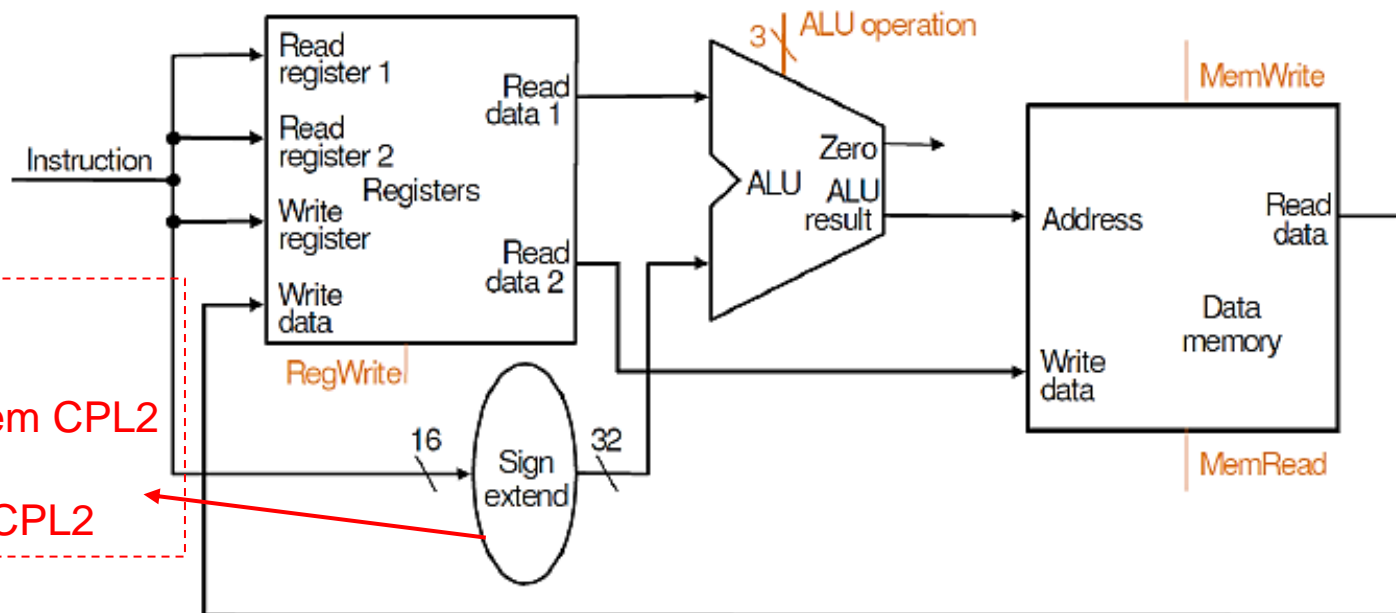 Instruction
Read
register 1
Read
register 2
Registers
Write
register
Write
data
Read
data 1
Read
data 2
RegWrite
3
ALU operation
Zero
ALU
ALU
result
MemWrite
Address
Read
data
Data
memory
Write
data
MemRead
CPL2
CPL2
16
Sign
extend
32